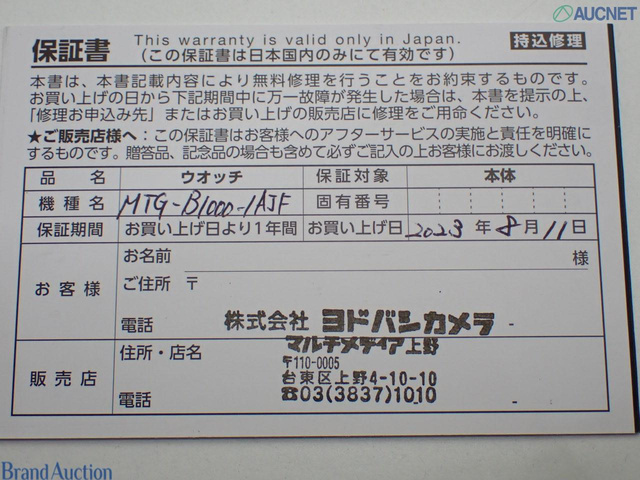 AUCNET
保証書
This warranty is valid only in Japan.
(この保証書は日本国内のみにて有効です)
持込修理
本書は、本書記載内容により無料修理を行うことをお約束するものです。
お買い上げの日から下記期間中に万一故障が発生した場合は、本書を提示の上、
「修理お申込み先」またはお買い上げの販売店に修理をご用命ください。
★ご販売店様へ：この保証書はお客様へのアフターサービスの実施と責任を明確に
するものです。贈答品、記念品の場合も含めて必ずご記入の上お客様にお渡しください。
品名 ウオッチ 保証対象 本体
機種名 MTG-B1000-1AJF 固有番号
保証期間 お買い上げ日より1年間 お買い上げ日 2023年8月11日
お客様 お名前 様
ご住所 〒
電話
株式会社 ヨドバシカメラ
マルチメディア上野
販売店 住所・店名
〒110-0005
台東区上野4-10-10
電話 ☎03(3837)1010
Brand Auction